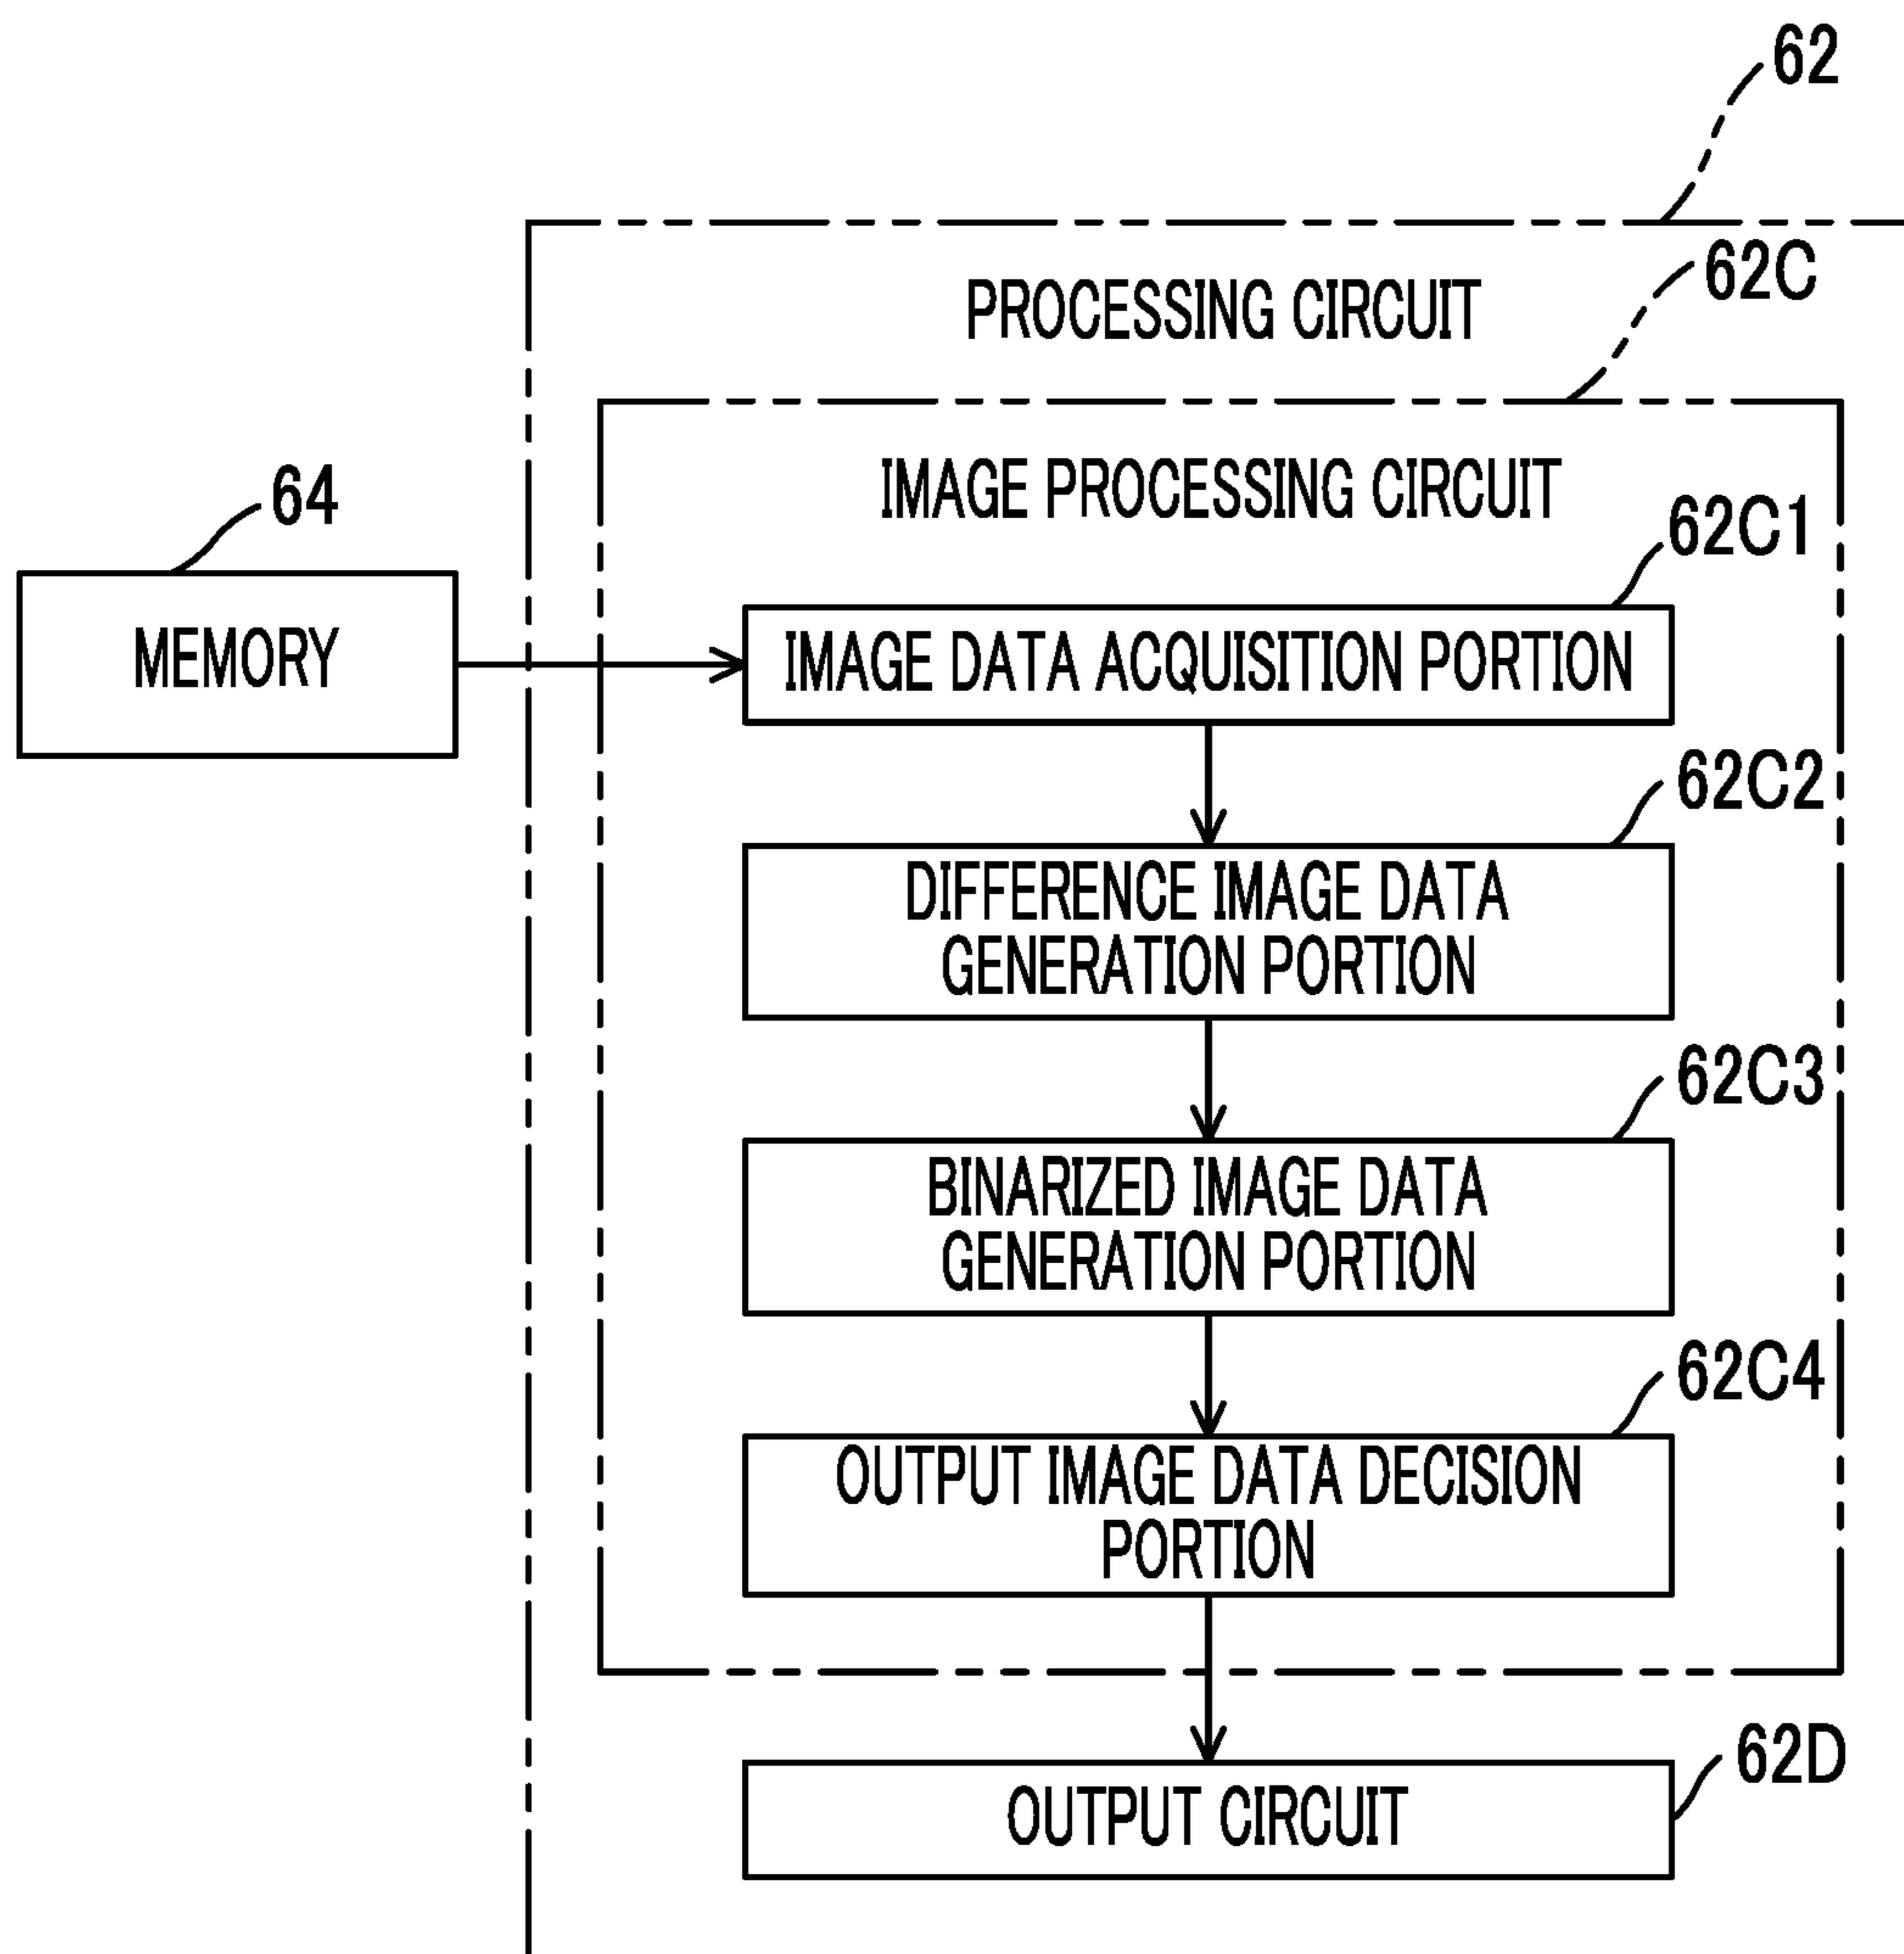 62
PROCESSING CIRCUIT
62C
IMAGE PROCESSING CIRCUIT
64
MEMORY
62C1
IMAGE DATA ACQUISITION PORTION
62C2
DIFFERENCE IMAGE DATA
GENERATION PORTION
62C3
BINARIZED IMAGE DATA
GENERATION PORTION
62C4
OUTPUT IMAGE DATA DECISION
PORTION
62D
OUTPUT CIRCUIT